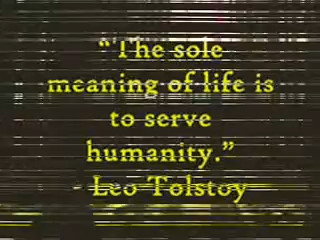 “The sole
meaning of life is
to serve
humanity.”
- Leo Tolstoy